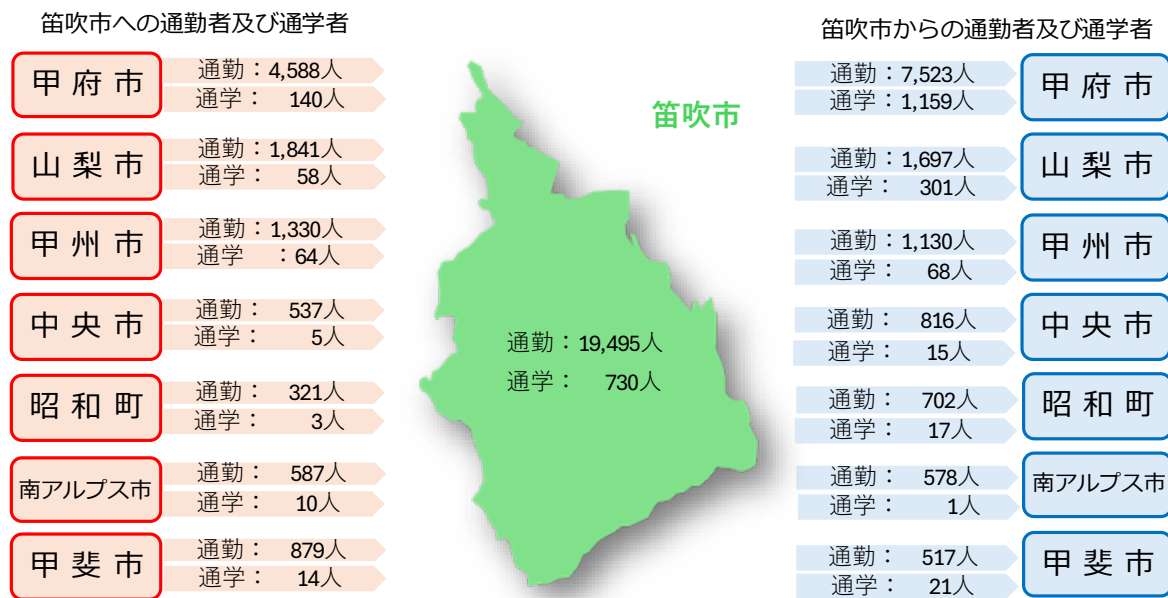 笛吹市への通勤者及び通学者
甲府市
通勤：4,588人
通学： 140人
山梨市
通勤：1,841人
通学： 58人
甲州市
通勤：1,330人
通学 ：64人
中央市
通勤： 537人
通学： 5人
昭和町
通勤： 321人
通学： 3人
南アルプス市
通勤： 587人
通学： 10人
甲斐市
通勤： 879人
通学： 14人
笛吹市
通勤：19,495人
通学： 730人
笛吹市からの通勤者及び通学者
通勤：7,523人
通学：1,159人
甲府市
通勤：1,697人
通学： 301人
山梨市
通勤：1,130人
通学： 68人
甲州市
通勤： 816人
通学： 15人
中央市
通勤： 702人
通学： 17人
昭和町
通勤： 578人
通学： 1人
南アルプス市
通勤： 517人
通学： 21人
甲斐市